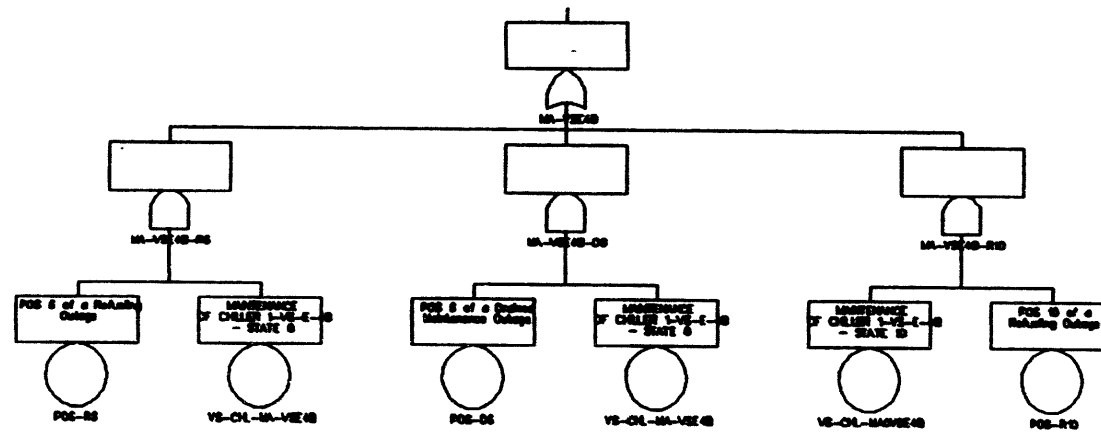 MA-VSE4B
MA-VSE4B-R6
MA-VSE4B-D6
MA-VSE4B-R10
POS 6 of a Refueling
Outage
MAINTENANCE
OF CHILLER 1-VS-E-4B
- STATE 6
POS 6 of a Drained
Maintenance Outage
MAINTENANCE
OF CHILLER 1-VS-E-4B
- STATE 6
MAINTENANCE
OF CHILLER 1-VS-E-4B
- STATE 10
POS 10 of a
Refueling Outage
POS-R6
VS-CHL-MA-VSE4B
POS-D6
VS-CHL-MA-VSE4B
POS-R10